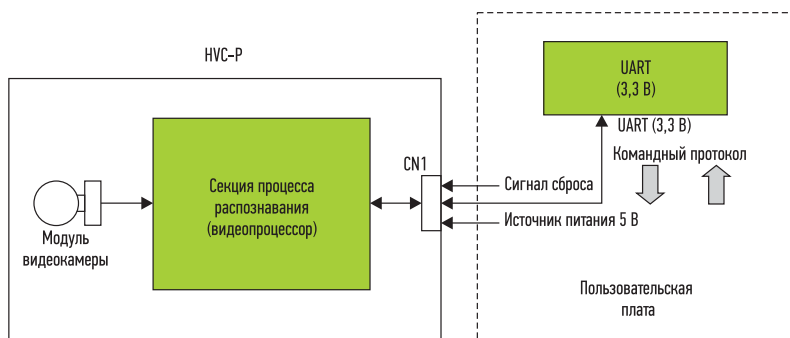 HVC-P
Модуль
видеокамеры
Секция процесса
распознавания
(видеопроцессор)
CN1
Сигнал сброса
Источник питания 5 В
UART
(3,3 В)
UART (3,3 В)
Командный протокол
Пользовательская
плата